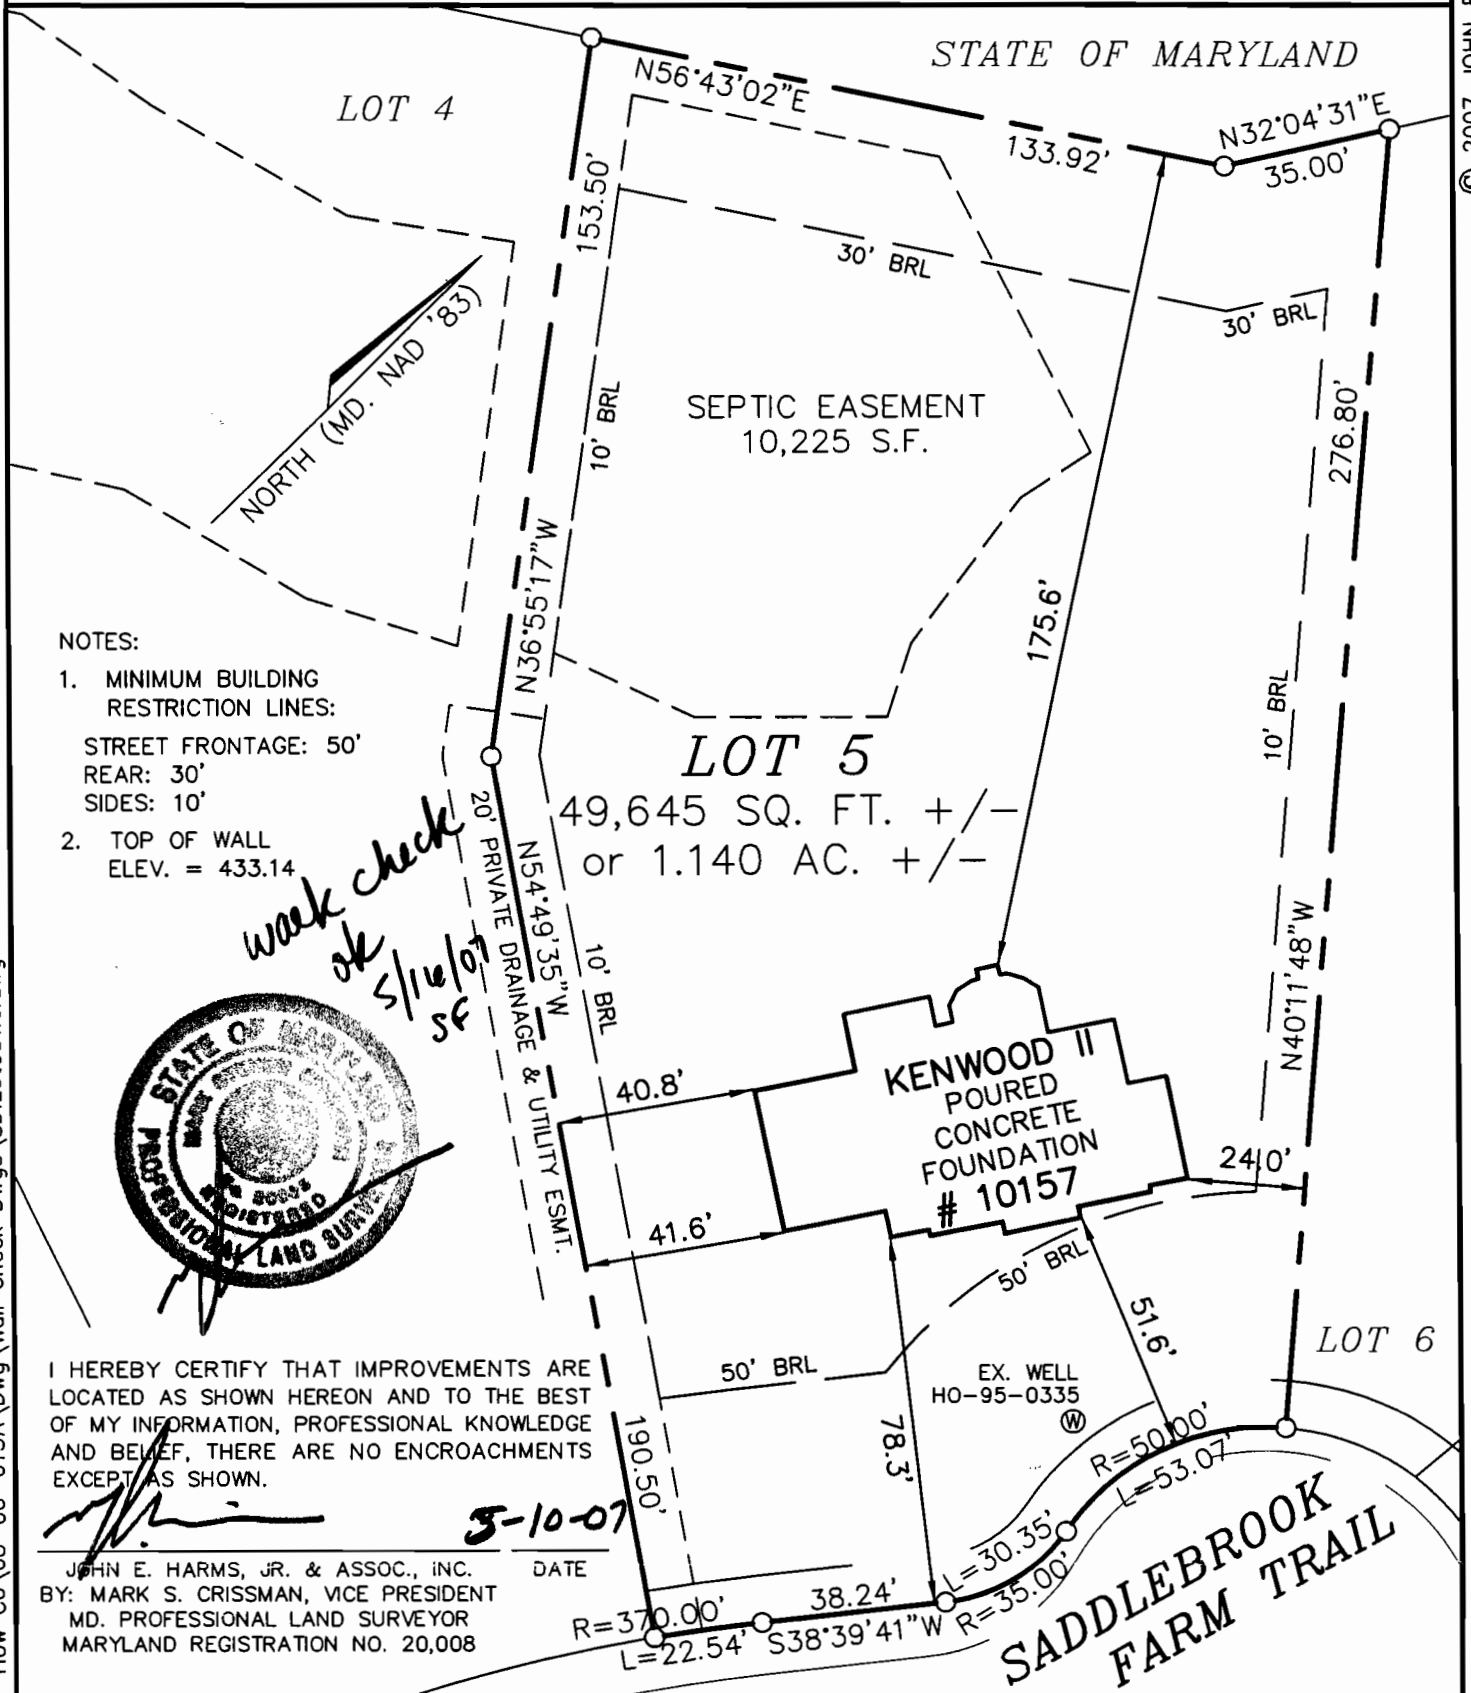 STATE OF MARYLAND
LOT 4
N56°43'02"E
133.92'
N32°04'31"E
35.00'
153.50'
30' BRL
30' BRL
NORTH (MD. NAD '83)
10' BRL
SEPTIC EASEMENT
10,225 S.F.
276.80'
N36°55'17"W
175.6'
NOTES:
1. MINIMUM BUILDING
RESTRICTION LINES:
STREET FRONTAGE: 50'
REAR: 30'
SIDES: 10'
2. TOP OF WALL
ELEV. = 433.14
LOT 5
49,645 SQ. FT. +/-
or 1.140 AC. +/-
10' BRL
check
ok
SF
20' PRIVATE DRAINAGE & UTILITY ESMT.
N54°49'35"W
10' BRL
N40°11'48"W
STATE OF MARYLAND
PROFESSIONAL LAND
REGISTERED
40.8'
KENWOOD II
POURED
CONCRETE
FOUNDATION
# 10157
24.0'
41.6'
50' BRL
51.6'
LOT 6
50' BRL
EX. WELL
HO-95-0335
W
78.3'
190.50'
I HEREBY CERTIFY THAT IMPROVEMENTS ARE
LOCATED AS SHOWN HEREON AND TO THE BEST
OF MY INFORMATION, PROFESSIONAL KNOWLEDGE
AND BELIEF, THERE ARE NO ENCROACHMENTS
EXCEPT AS SHOWN.
5-10-07
JOHN E. HARMS, JR. & ASSOC., INC.
DATE
BY: MARK S. CRISSMAN, VICE PRESIDENT
MD. PROFESSIONAL LAND SURVEYOR
MARYLAND REGISTRATION NO. 20,008
R=50.00'
L=53.07'
L=30.35'
R=35.00'
R=370.00'
L=22.54'
38.24'
S38°39'41"W
SADDLEBROOK
FARM TRAIL
© 2007 JOHN